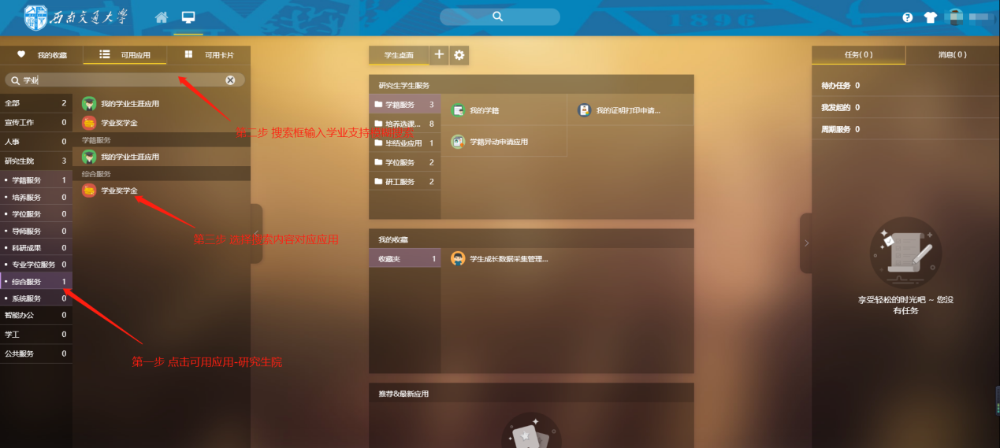 西南交通大学
1896
我的收藏
可用应用
可用卡片
学业
全部 2
宣传工作 0
人事 0
研究生院 3
学籍服务 1
培养服务 0
学位服务 0
导师服务 0
科研成果 0
专业学位服务 0
综合服务 1
系统服务 0
智能办公 0
学工 0
公共服务 0
我的学业生涯应用
学业奖学金
学籍服务
我的学业生涯应用
综合服务
学业奖学金
第二步 搜索框输入学业支持模糊搜索
第三步 选择搜索内容对应应用
第一步 点击可用应用-研究生院
学生桌面
研究生学生服务
学籍服务 3
培养选课... 8
毕结业应用 1
学位服务 2
研工服务 2
我的学籍
我的证明打印申请...
学籍异动申请应用
我的收藏
收藏夹 1
学生成长数据采集管理...
推荐&最新应用
任务( 0 )
消息( 0 )
待办任务 0
我发起的 0
周期服务 0
享受轻松的时光吧 ~ 您没
有任务